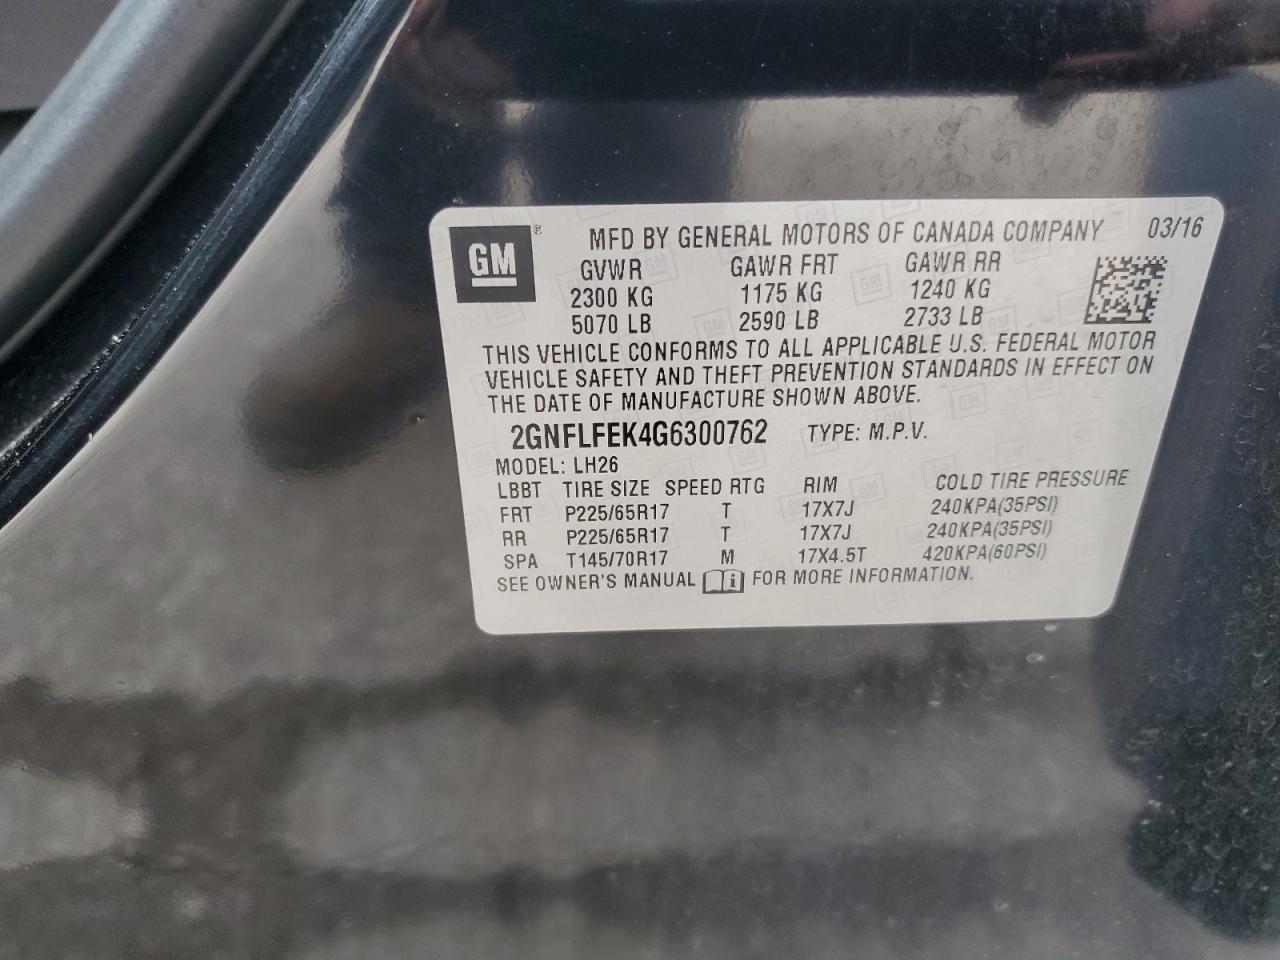 GM ® MFD BY GENERAL MOTORS OF CANADA COMPANY 03/16
GVWR GAWR FRT GAWR RR
2300 KG 1175 KG 1240 KG
5070 LB 2590 LB 2733 LB
THIS VEHICLE CONFORMS TO ALL APPLICABLE U.S. FEDERAL MOTOR
VEHICLE SAFETY AND THEFT PREVENTION STANDARDS IN EFFECT ON
THE DATE OF MANUFACTURE SHOWN ABOVE.
2GNFLFEK4G6300762 TYPE: M.P.V.
MODEL: LH26
LBBT TIRE SIZE SPEED RTG RIM COLD TIRE PRESSURE
FRT P225/65R17 T 17X7J 240KPA(35PSI)
RR P225/65R17 T 17X7J 240KPA(35PSI)
SPA T145/70R17 M 17X4.5T 420KPA(60PSI)
SEE OWNER'S MANUAL i FOR MORE INFORMATION.